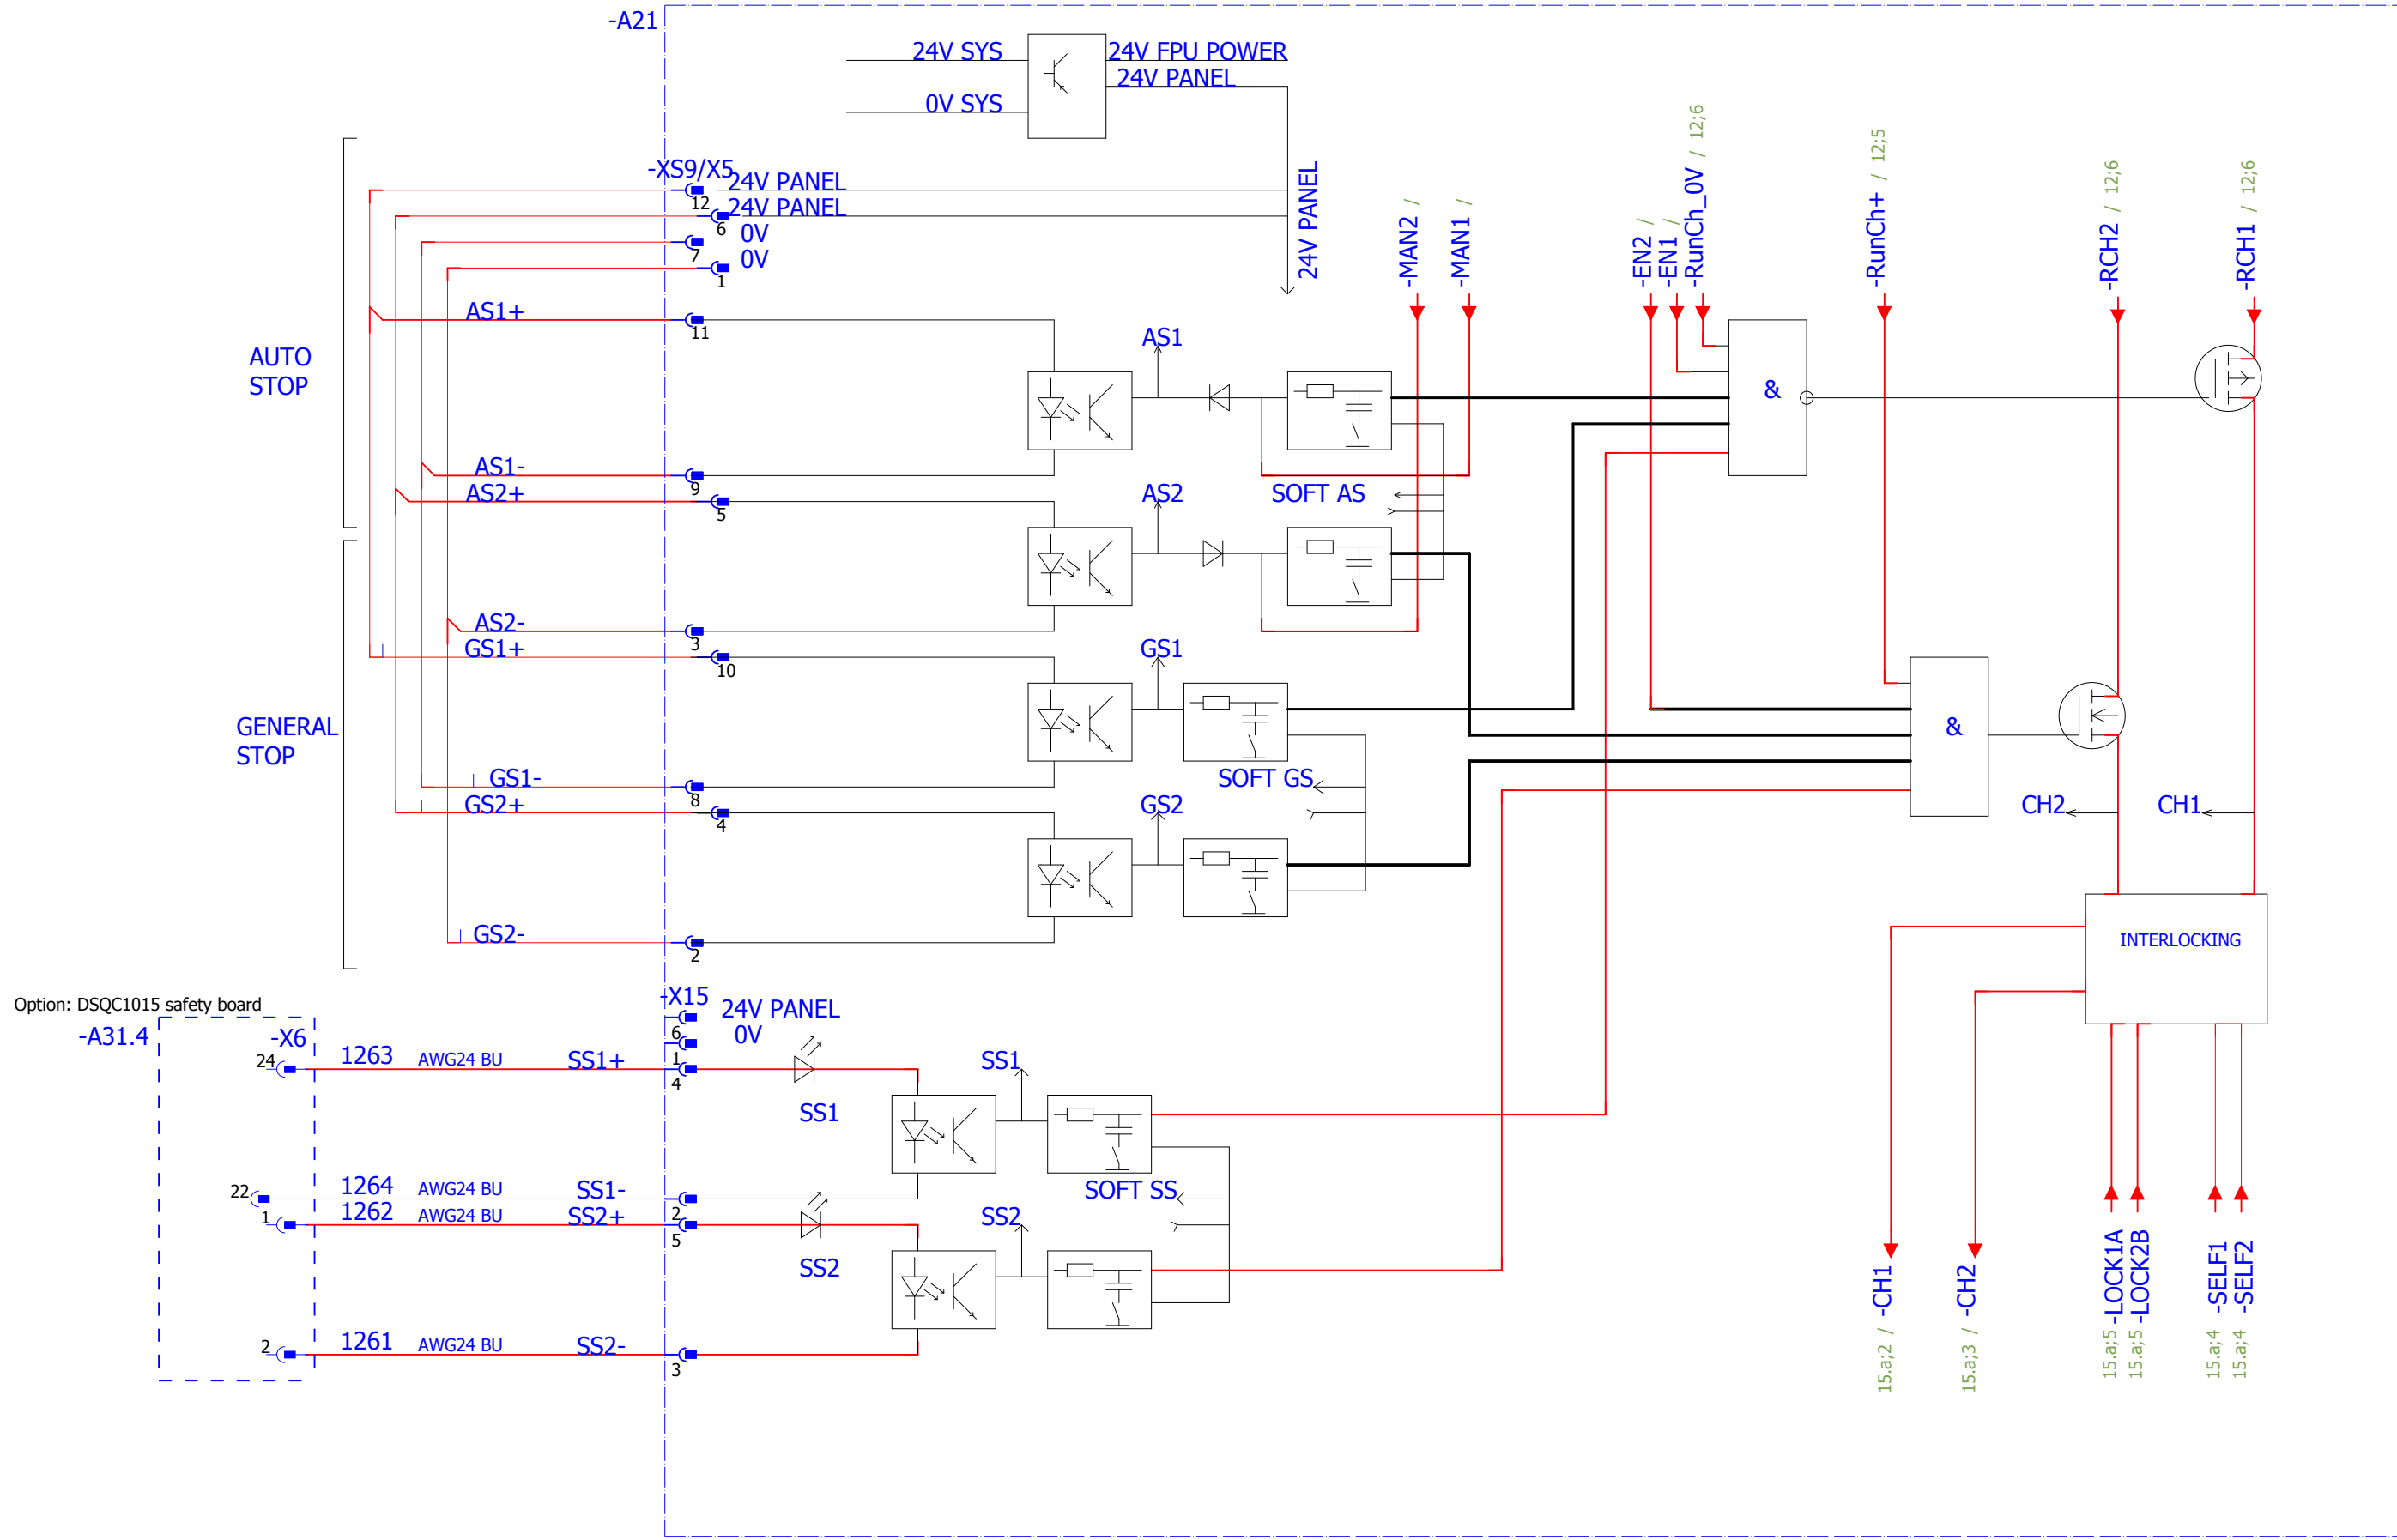 -A21
24V SYS
24V FPU POWER
24V PANEL
0V SYS
24V PANEL
-XS9/X5
24V PANEL
12
24V PANEL
6
0V
7
0V
1
-MAN2 /
-MAN1 /
-EN2 /
-EN1 /
-RunCh_0V / 12;6
-RunCh+ / 12;5
-RCH2 / 12;6
-RCH1 / 12;6
AUTO
STOP
AS1+
11
AS1
&
AS1-
9
AS2+
5
AS2
SOFT AS
AS2-
3
GS1+
10
GS1
GENERAL
STOP
&
GS1-
8
SOFT GS
GS2+
4
GS2
CH2
CH1
GS2-
2
INTERLOCKING
Option: DSQC1015 safety board
-A31.4
-X6
-X15
24V PANEL
6
0V
1
24
1263 AWG24 BU SS1+
4
SS1
SS1
22
1264 AWG24 BU SS1-
2
SOFT SS
1
1262 AWG24 BU SS2+
5
SS2
SS2
2
1261 AWG24 BU SS2-
3
15.a;2 / -CH1
15.a;3 / -CH2
15.a;5 -LOCK1A
15.a;5 -LOCK2B
15.a;4 -SELF1
15.a;4 -SELF2